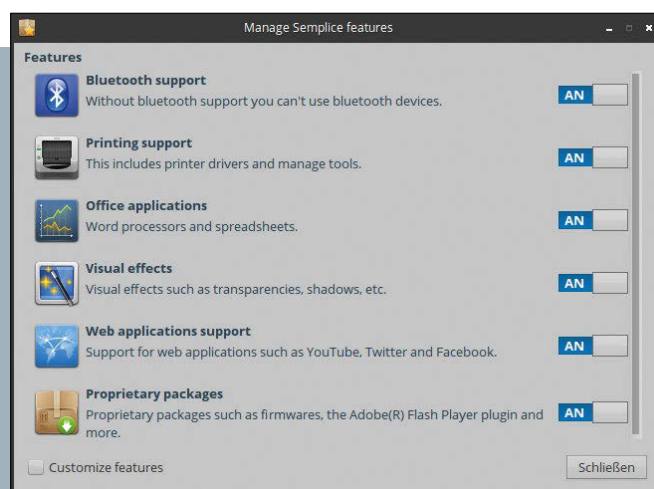 Manage Semplice features
Features
Bluetooth support
Without bluetooth support you can't use bluetooth devices.
AN
Printing support
This includes printer drivers and manage tools.
AN
Office applications
Word processors and spreadsheets.
AN
Visual effects
Visual effects such as transparencies, shadows, etc.
AN
Web applications support
Support for web applications such as YouTube, Twitter and Facebook.
AN
Proprietary packages
Proprietary packages such as firmwares, the Adobe(R) Flash Player plugin and
more.
AN
Customize features
Schließen